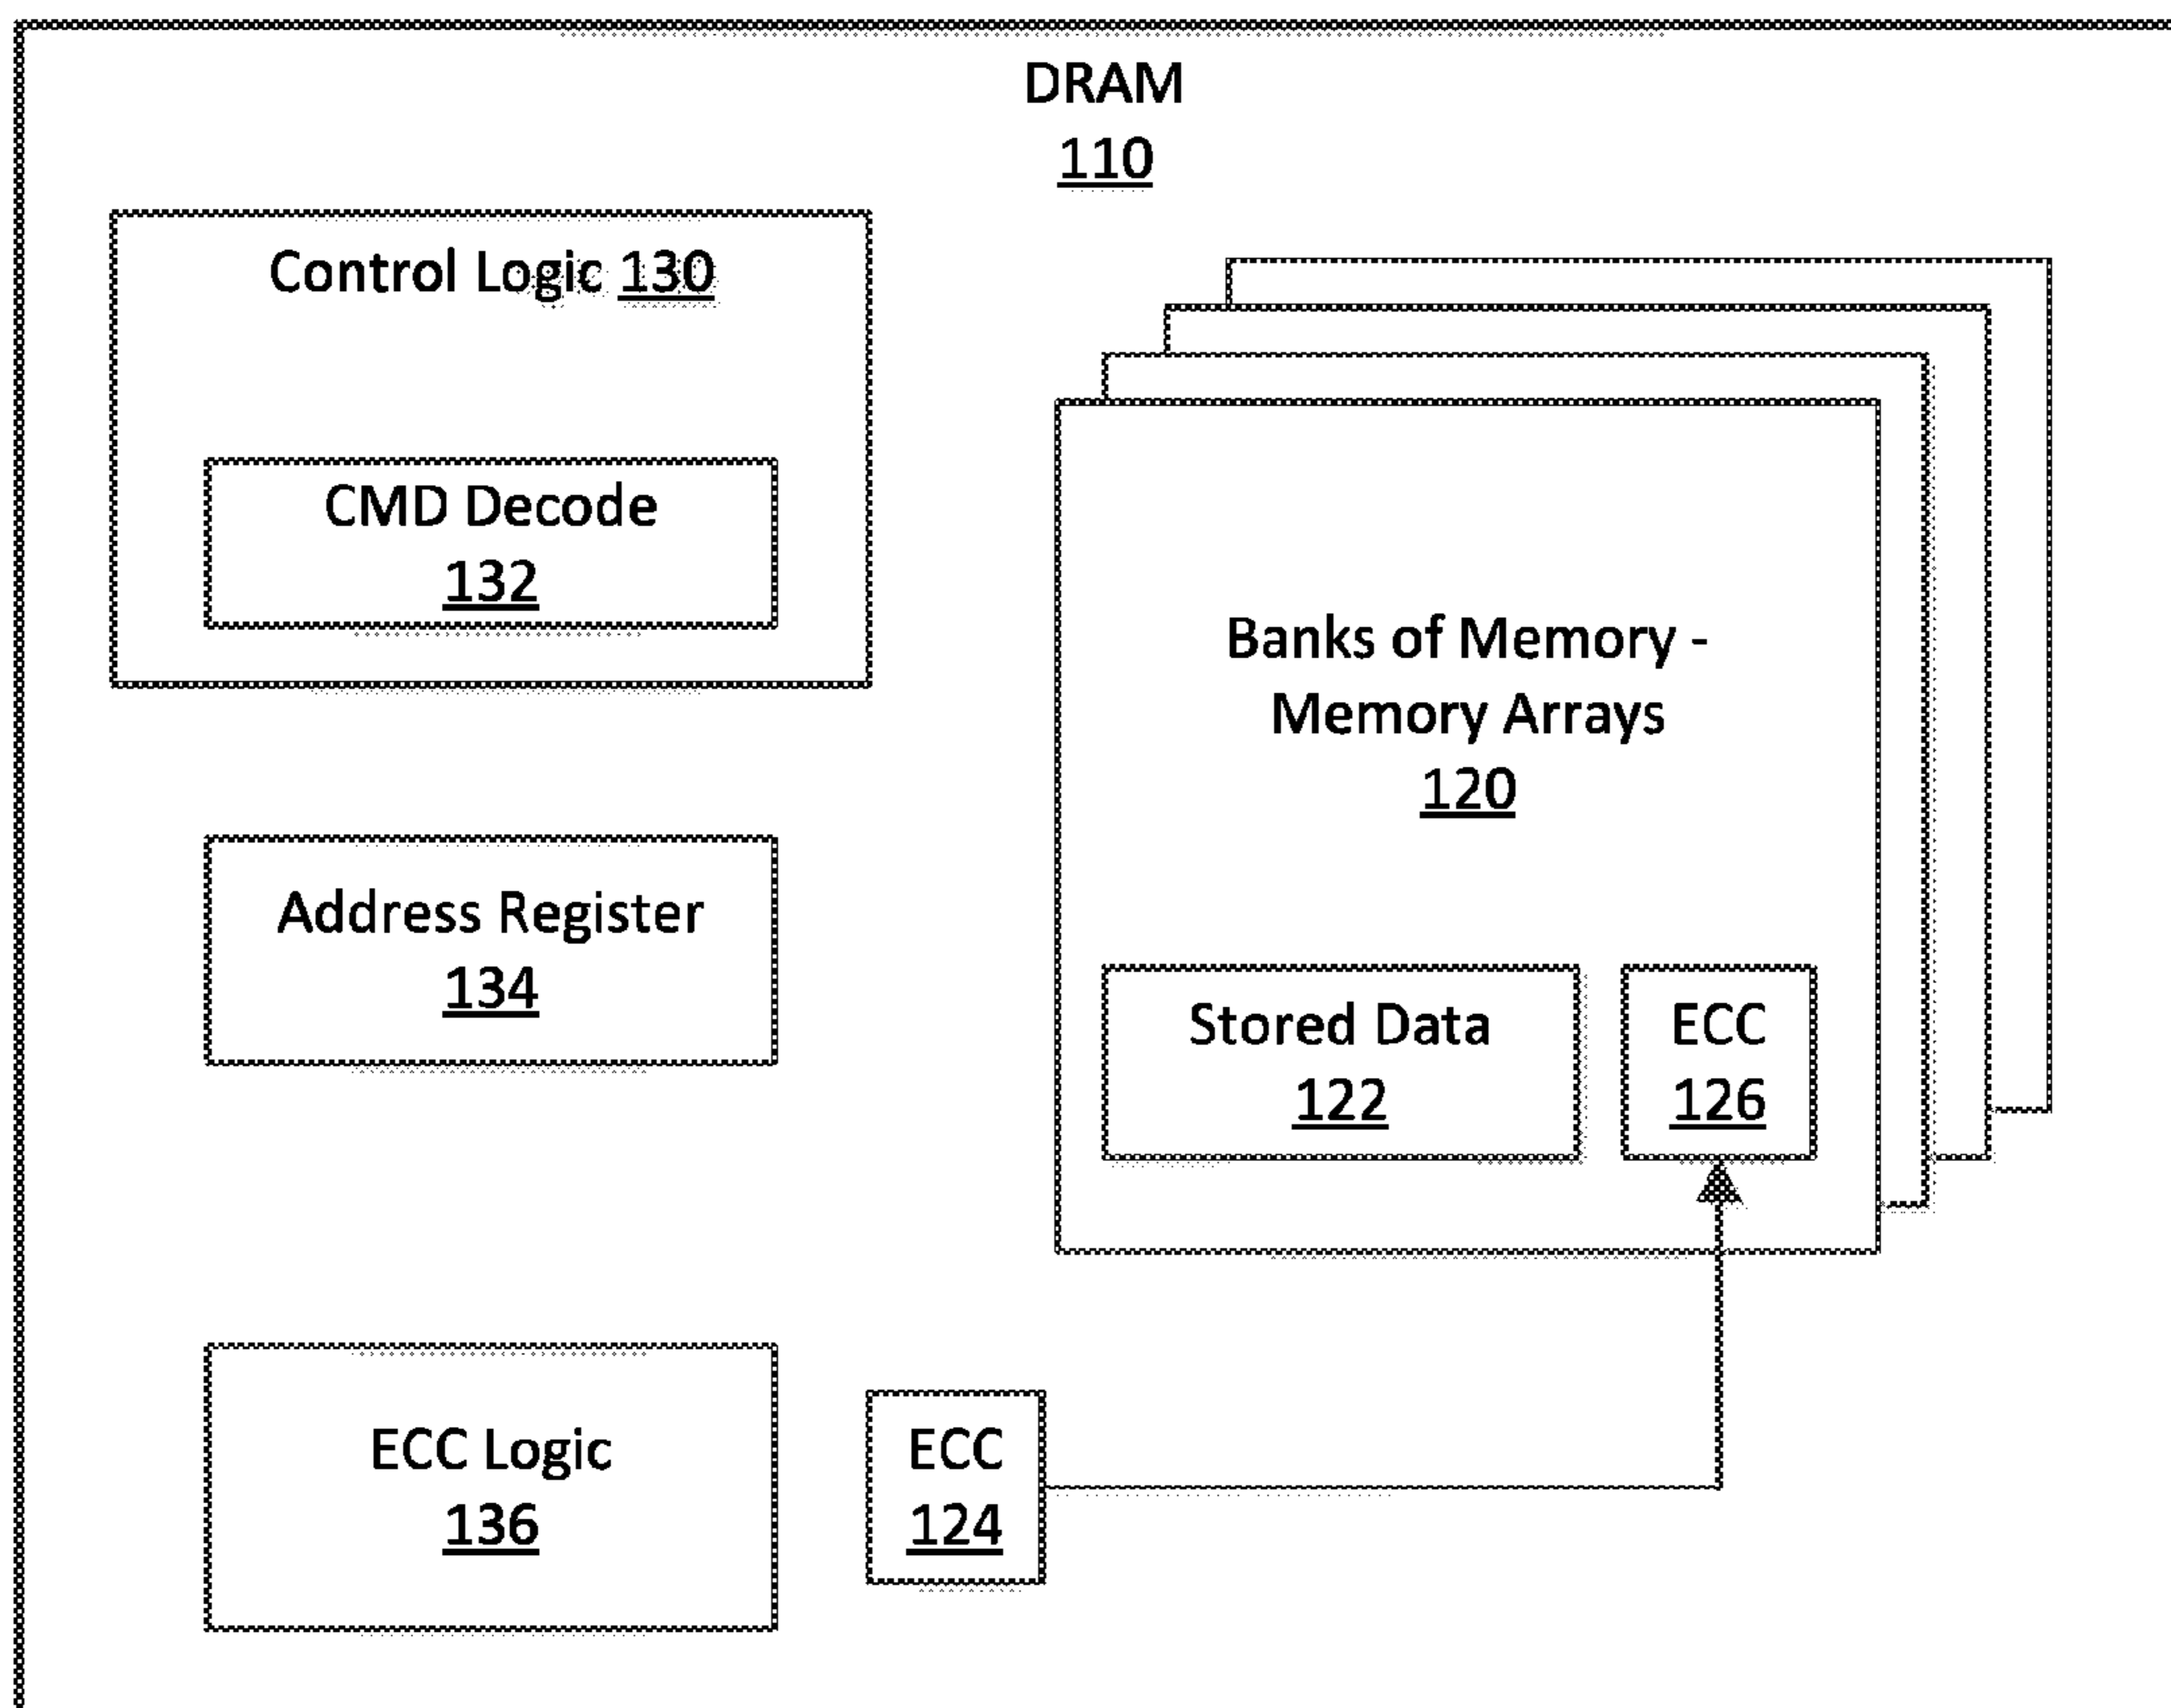 DRAM
110
Control Logic 130
CMD Decode
132
Banks of Memory -
Memory Arrays
120
Address Register
134
Stored Data
122
ECC
126
ECC Logic
136
ECC
124